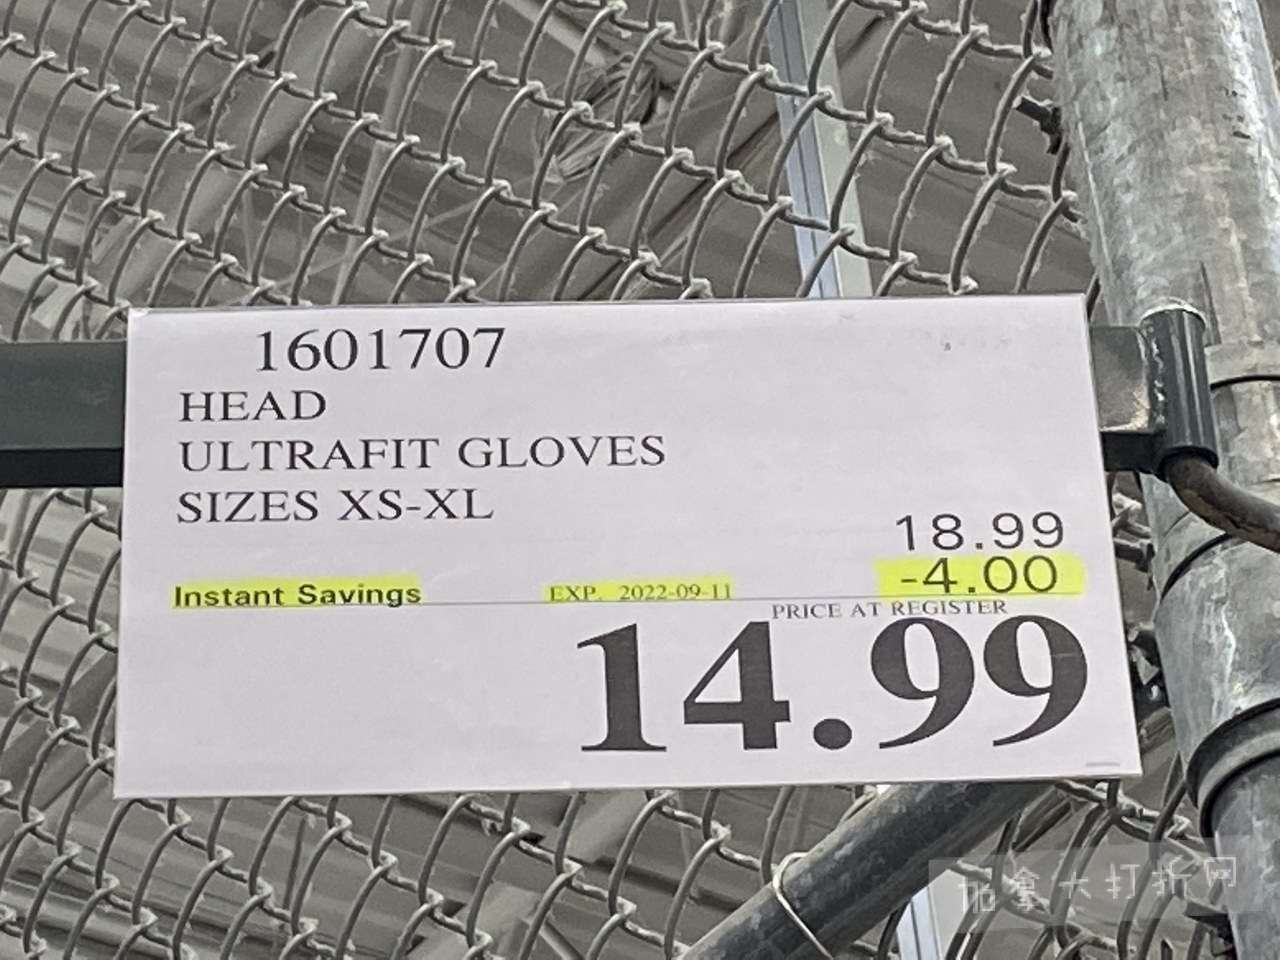 1601707
HEAD
ULTRAFIT GLOVES
SIZES XS-XL
18.99
Instant Savings EXP. 2022-09-11 -4.00
PRICE AT REGISTER
14.99
加拿大打折网